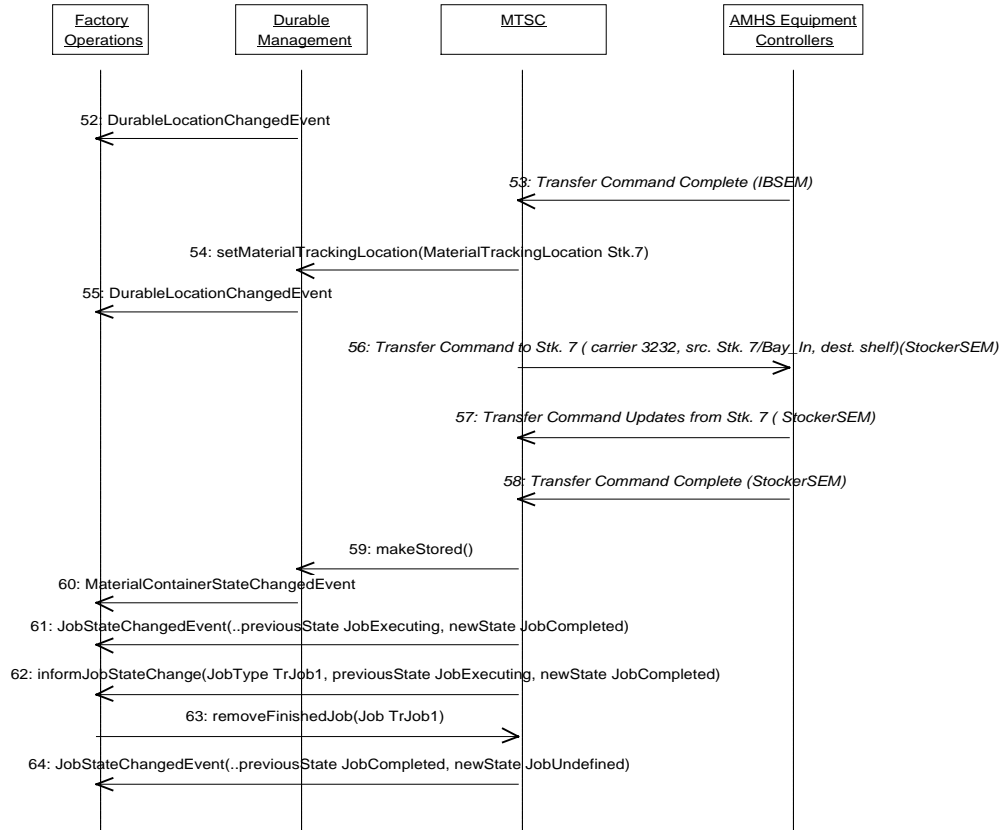 Factory
Operations
Durable
Management
MTSC
AMHS Equipment
Controllers
52: DurableLocationChangedEvent
53: Transfer Command Complete (IBSEM)
54: setMaterialTrackingLocation(MaterialTrackingLocation Stk.7)
55: DurableLocationChangedEvent
56: Transfer Command to Stk. 7 ( carrier 3232, src. Stk. 7/Bay_In, dest. shelf)(StockerSEM)
57: Transfer Command Updates from Stk. 7 ( StockerSEM)
58: Transfer Command Complete (StockerSEM)
59: makeStored()
60: MaterialContainerStateChangedEvent
61: JobStateChangedEvent(..previousState JobExecuting, newState JobCompleted)
62: informJobStateChange(JobType TrJob1, previousState JobExecuting, newState JobCompleted)
63: removeFinishedJob(Job TrJob1)
64: JobStateChangedEvent(..previousState JobCompleted, newState JobUndefined)